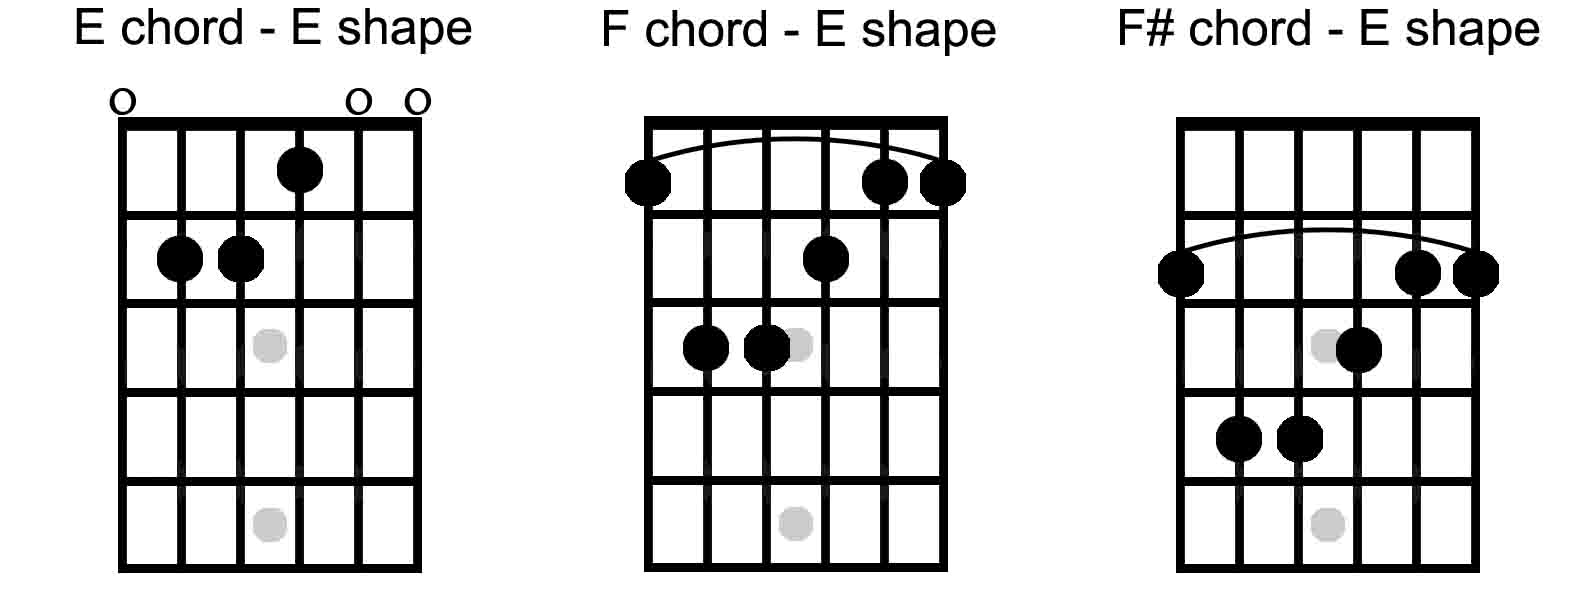 E chord - E shape
F chord - E shape
F# chord - E shape
o o o